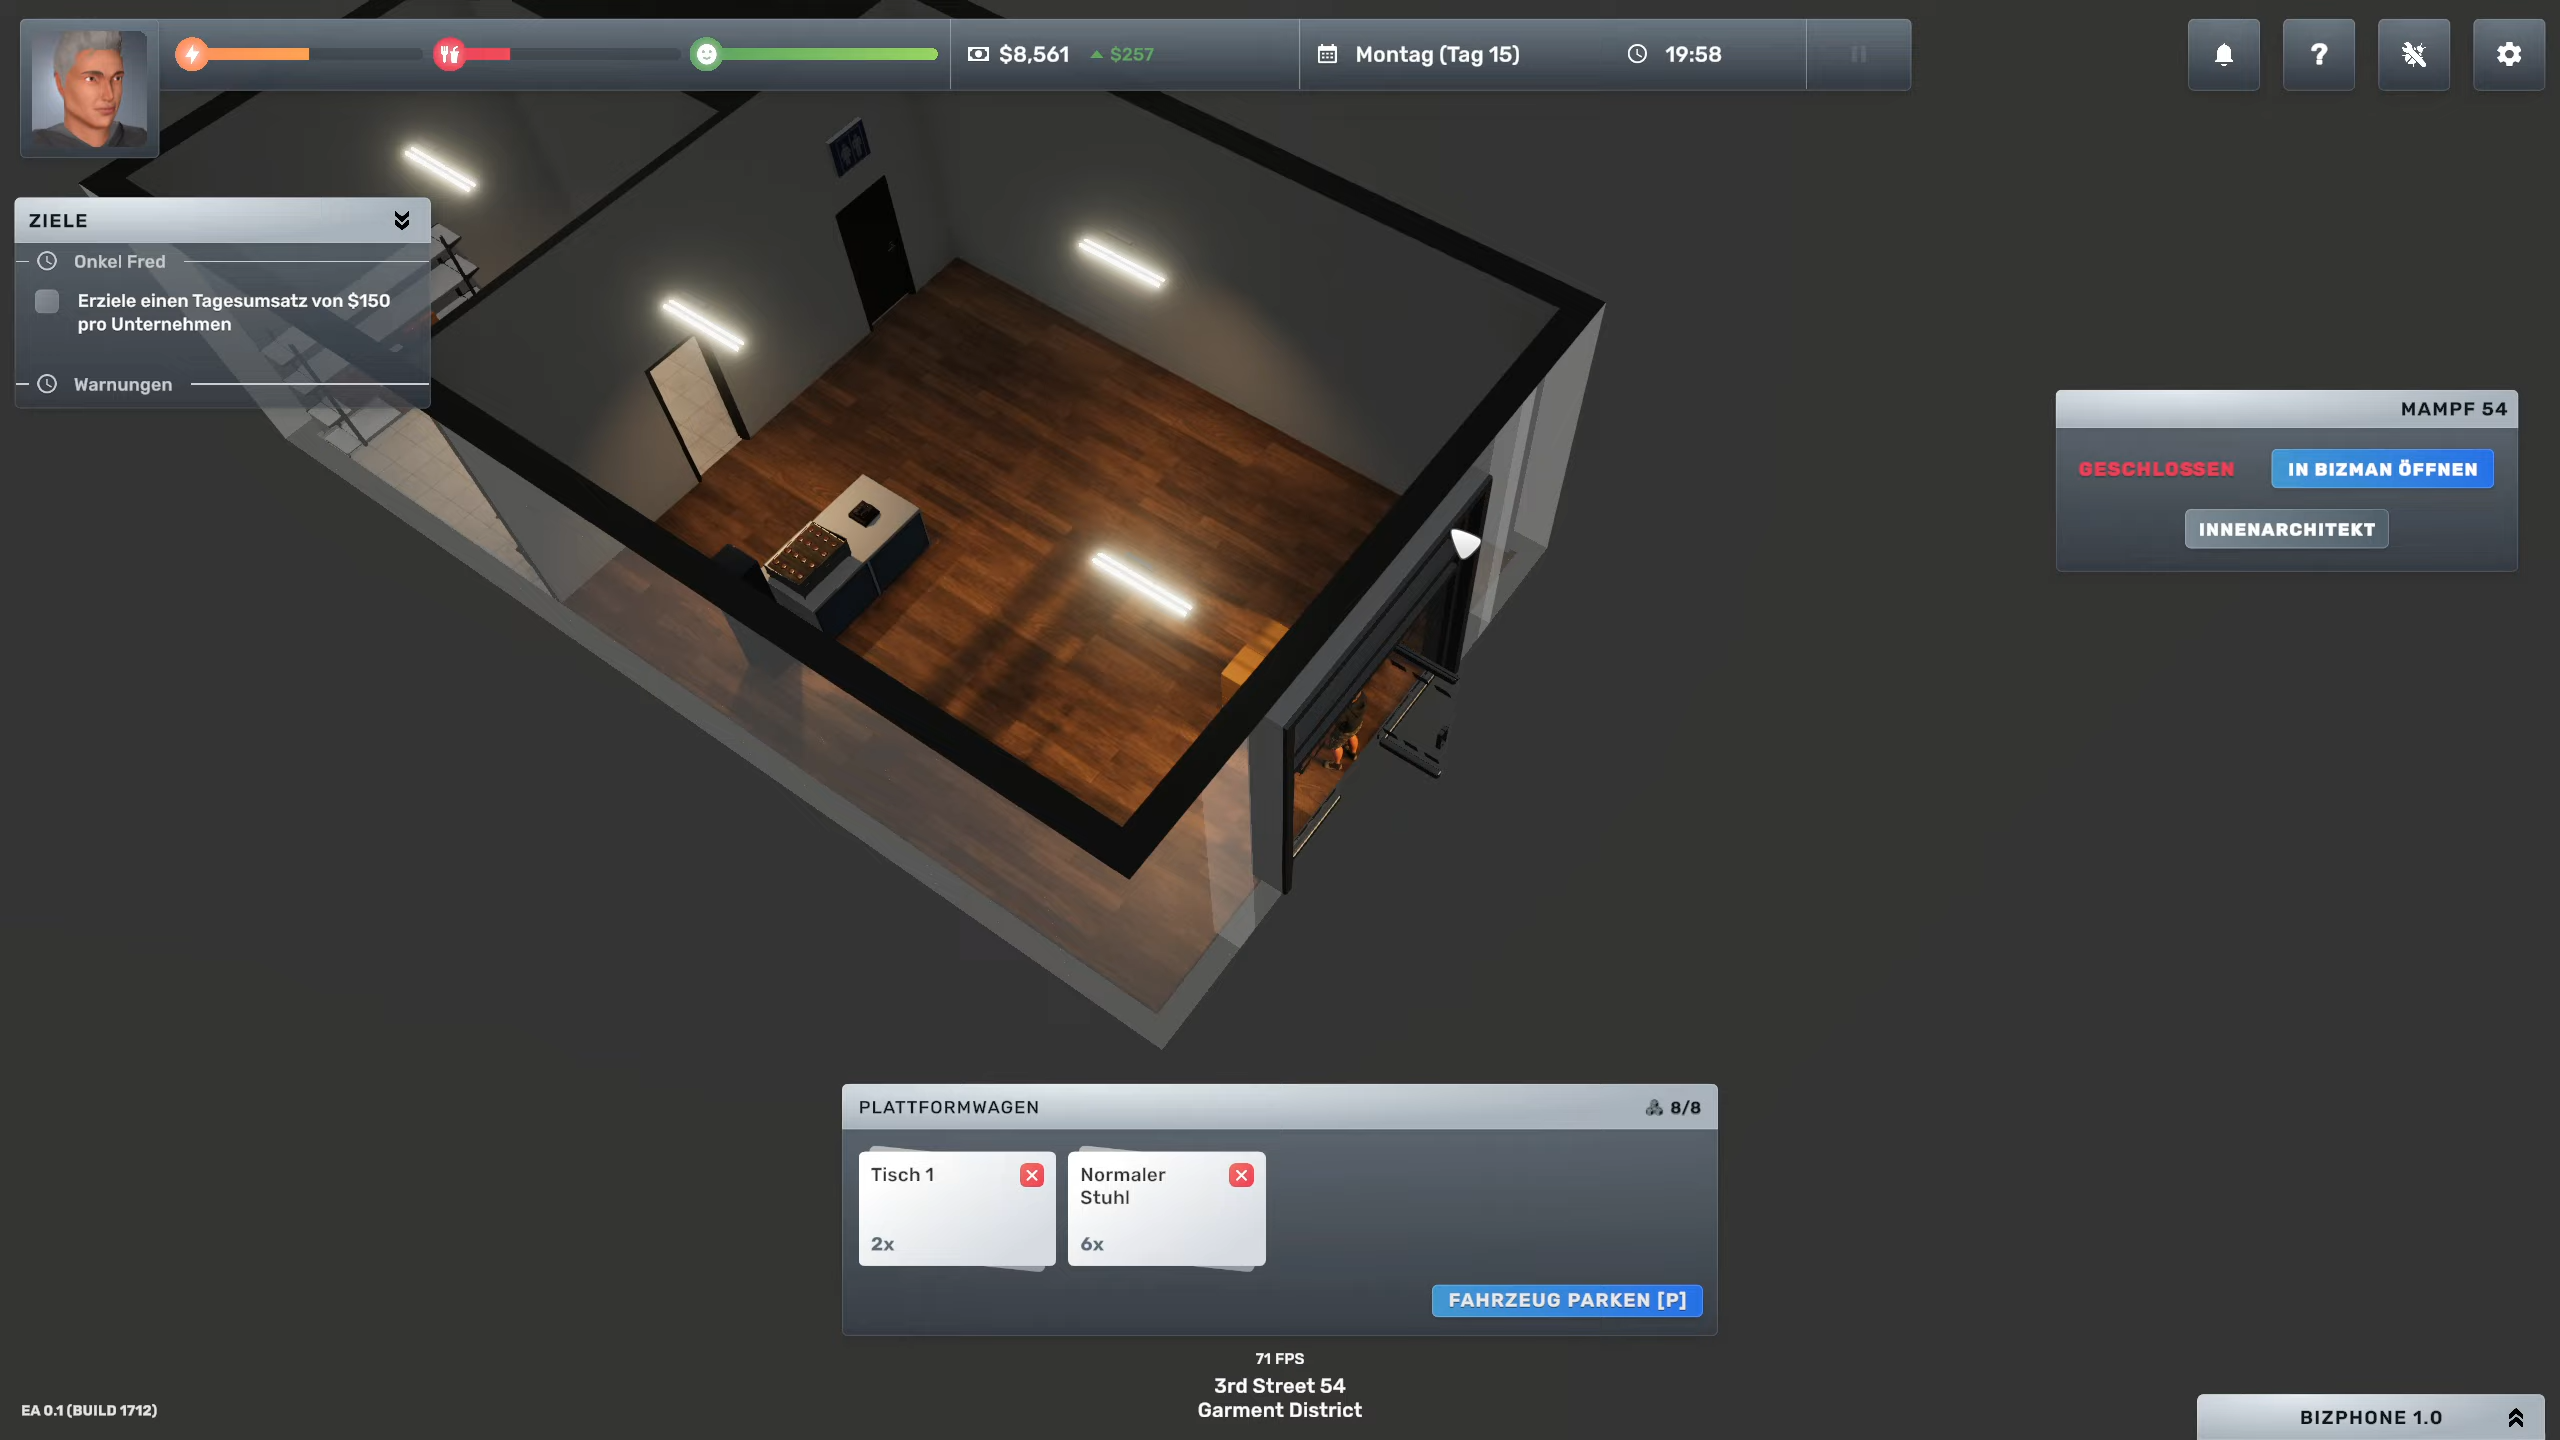 $8,561
$257
Montag (Tag 15)
19:58
?
ZIELE
Onkel Fred
Erziele einen Tagesumsatz von $150
pro Unternehmen
Warnungen
MAMPF 54
GESCHLOSSEN
IN BIZMAN ÖFFNEN
INNENARCHITEKT
PLATTFORMWAGEN
8/8
Tisch 1
2x
Normaler
Stuhl
6x
FAHRZEUG PARKEN [P]
71 FPS
3rd Street 54
Garment District
EA 0.1 (BUILD 1712)
BIZPHONE 1.0